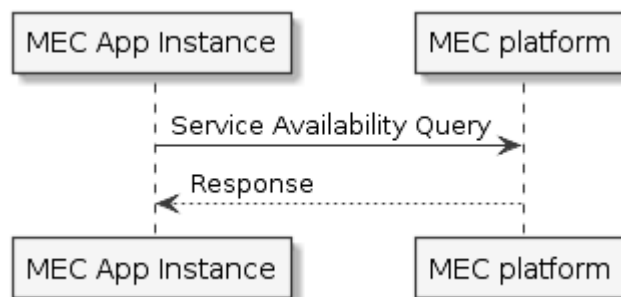 MEC App Instance
MEC platform
Service Availability Query
Response
MEC App Instance
MEC platform